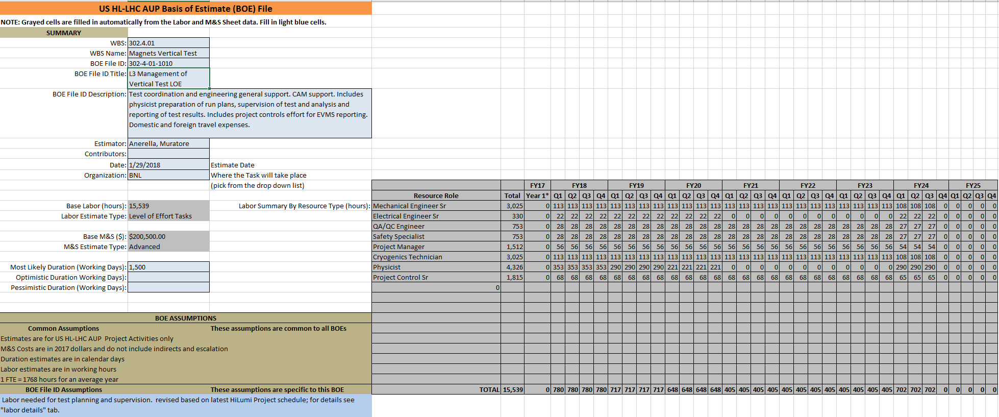 US HL-LHC AUP Basis of Estimate (BOE) File
NOTE: Grayed cells are filled in automatically from the Labor and M&S Sheet data. Fill in light blue cells.
SUMMARY
WBS: 302.4.01
WBS Name: Magnets Vertical Test
BOE File ID: 302-4-01-1010
BOE File ID Title: L3 Management of
Vertical Test LOE
BOE File ID Description: Test coordination and engineering general support. CAM support. Includes
physicist preparation of run plans, supervision of test and analysis and
reporting of test results. Includes project controls effort for EVMS reporting.
Domestic and foreign travel expenses.
Estimator: Anerella, Muratore
Contributors:
Date: 1/29/2018 Estimate Date
Organization: BNL Where the Task will take place
(pick from the drop down list) FY17 FY18 FY19 FY20 FY21 FY22 FY23 FY24 FY25
Resource Role Total Year 1* Q1 Q2 Q3 Q4 Q1 Q2 Q3 Q4 Q1 Q2 Q3 Q4 Q1 Q2 Q3 Q4 Q1 Q2 Q3 Q4 Q1 Q2 Q3 Q4 Q1 Q2 Q3 Q4 Q1 Q2 Q3 Q4
Base Labor (hours): 15,539 Labor Summary By Resource Type (hours): Mechanical Engineer Sr 3,025 0 113 113 113 113 113 113 113 113 113 113 113 113 113 113 113 113 113 113 113 113 113 113 113 113 108 108 108 0 0 0 0 0
Labor Estimate Type: Level of Effort Tasks Electrical Engineer Sr 330 0 22 22 22 22 22 22 22 22 22 22 22 22 0 0 0 0 0 0 0 0 0 0 0 0 22 22 22 0 0 0 0 0
QA/QC Engineer 753 0 28 28 28 28 28 28 28 28 28 28 28 28 28 28 28 28 28 28 28 28 28 28 28 28 27 27 27 0 0 0 0 0
Base M&S ($): $200,500.00 Safety Specialist 753 0 28 28 28 28 28 28 28 28 28 28 28 28 28 28 28 28 28 28 28 28 28 28 28 28 27 27 27 0 0 0 0 0
M&S Estimate Type: Advanced Project Manager 1,512 0 56 56 56 56 56 56 56 56 56 56 56 56 56 56 56 56 56 56 56 56 56 56 56 56 54 54 54 0 0 0 0 0
Cryogenics Technician 3,025 0 113 113 113 113 113 113 113 113 113 113 113 113 113 113 113 113 113 113 113 113 113 113 113 113 108 108 108 0 0 0 0 0
Most Likely Duration (Working Days): 1,500 Physicist 4,326 0 353 353 353 353 290 290 290 290 221 221 221 221 0 0 0 0 0 0 0 0 0 0 0 0 290 290 290 0 0 0 0 0
Optimistic Duration Working Days): Project Control Sr 1,815 0 68 68 68 68 68 68 68 68 68 68 68 68 68 68 68 68 68 68 68 68 68 68 68 68 65 65 65 0 0 0 0 0
Pessimistic Duration (Working Days): 0
BOE ASSUMPTIONS
Common Assumptions These assumptions are common to all BOEs
Estimates are for US HL-LHC AUP Project Activities only
M&S Costs are in 2017 dollars and do not include indirects and escalation
Duration estimates are in calendar days
Labor estimates are in working hours
1 FTE = 1768 hours for an average year
BOE File ID Assumptions These assumptions are specific to this BOE TOTAL 15,539 0 780 780 780 780 717 717 717 717 648 648 648 648 405 405 405 405 405 405 405 405 405 405 405 405 702 702 702 0 0 0 0 0
Labor needed for test planning and supervision. revised based on latest HiLumi Project schedule; for details see
"labor details" tab.